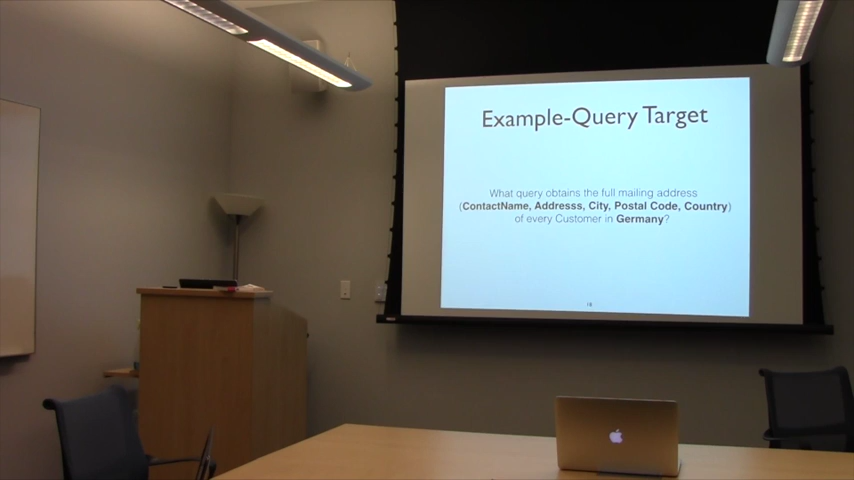 Example-Query Target
What query obtains the full mailing address
(ContactName, Addresss, City, Postal Code, Country)
of every Customer in Germany?